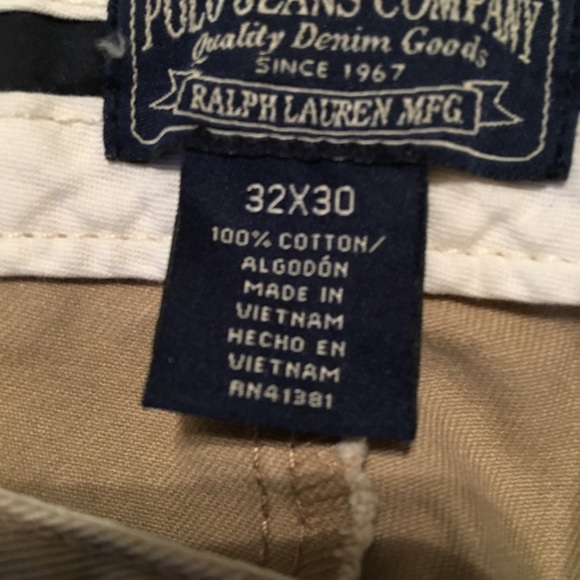 POLO JEANS COMPANY
Quality Denim Goods
SINCE 1967
RALPH LAUREN MFG.
32X30
100% COTTON/
ALGODÓN
MADE IN
VIETNAM
HECHO EN
VIETNAM
RN41381